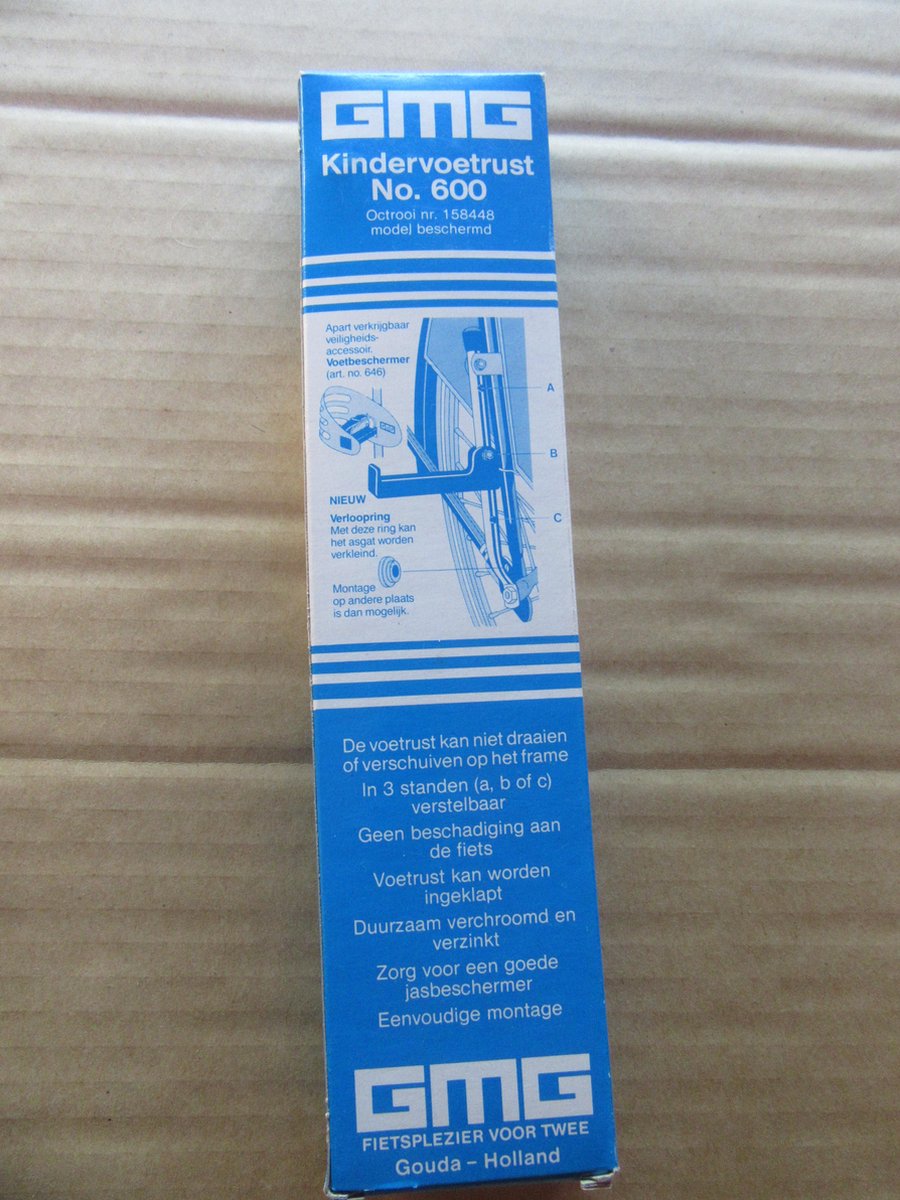 GMG
Kindervoetrust
No. 600
Octrooi nr. 158448
model beschermd
Apart verkrijgbaar
veiligheids-
accessoir.
Voetbeschermer
(art. no. 646)
GMG
A
B
C
NIEUW
Verloopring
Met deze ring kan
het asgat worden
verkleind.
Montage
op andere plaats
is dan mogelijk.
De voetrust kan niet draaien
of verschuiven op het frame
In 3 standen (a, b of c)
verstelbaar
Geen beschadiging aan
de fiets
Voetrust kan worden
ingeklapt
Duurzaam verchroomd en
verzinkt
Zorg voor een goede
jasbeschermer
Eenvoudige montage
GMG
FIETSPLEZIER VOOR TWEE
Gouda – Holland